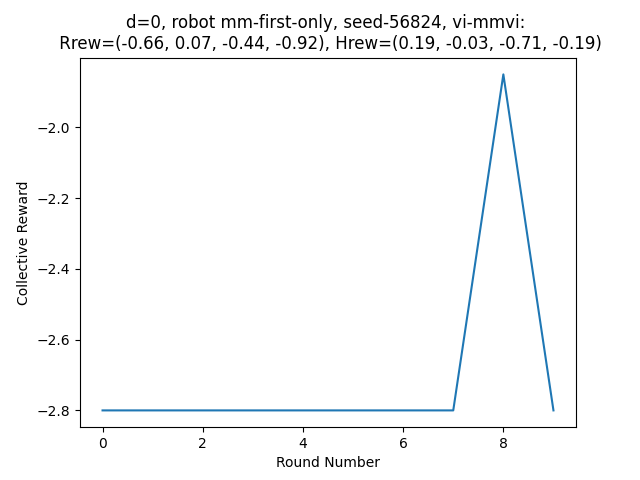 d=0, robot mm-first-only, seed-56824, vi-mmvi:
Rrew=(-0.66, 0.07, -0.44, -0.92), Hrew=(0.19, -0.03, -0.71, -0.19)
Collective Reward
−2.0
−2.2
−2.4
−2.6
−2.8
0 2 4 6 8
Round Number